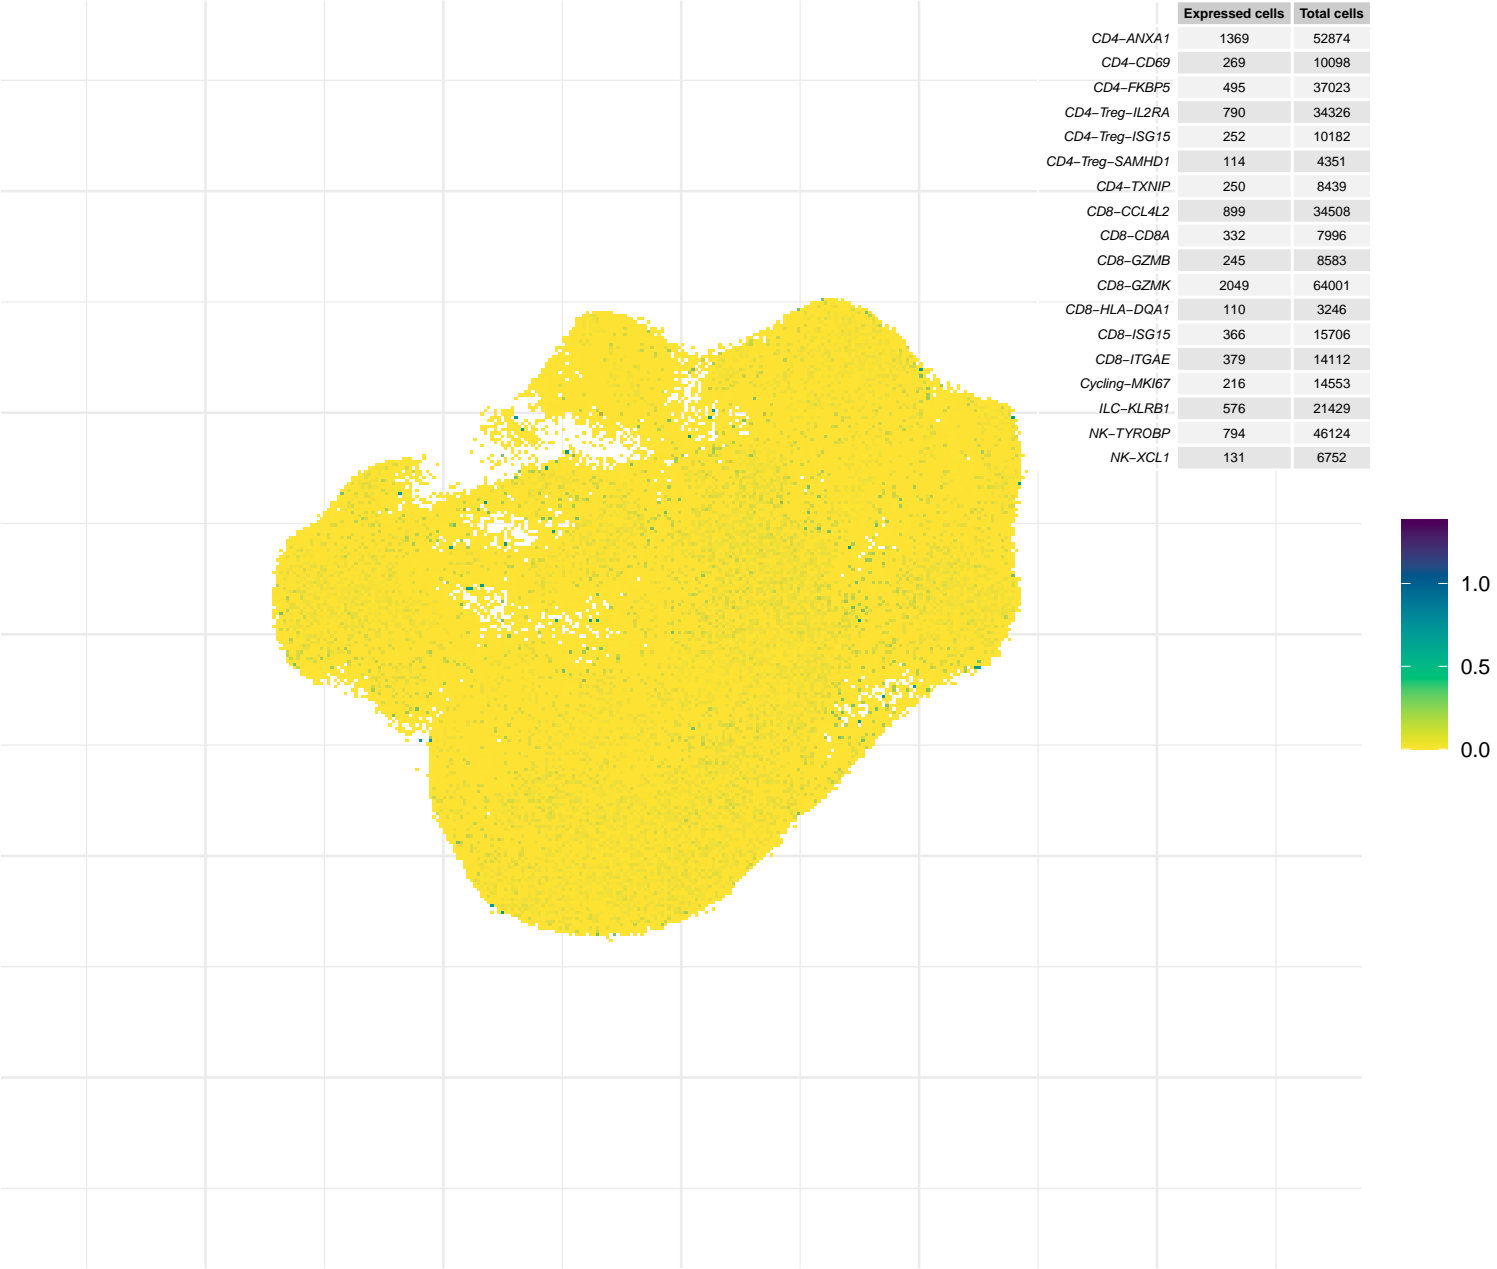 Expressed cells Total cells
CD4−ANXA1 1369 52874
CD4−CD69 269 10098
CD4−FKBP5 495 37023
CD4−Treg−IL2RA 790 34326
CD4−Treg−ISG15 252 10182
CD4−Treg−SAMHD1 114 4351
CD4−TXNIP 250 8439
CD8−CCL4L2 899 34508
CD8−CD8A 332 7996
CD8−GZMB 245 8583
CD8−GZMK 2049 64001
CD8−HLA−DQA1 110 3246
CD8−ISG15 366 15706
CD8−ITGAE 379 14112
Cycling−MKI67 216 14553
ILC−KLRB1 576 21429
NK−TYROBP 794 46124
NK−XCL1 131 6752
1.0
0.5
0.0